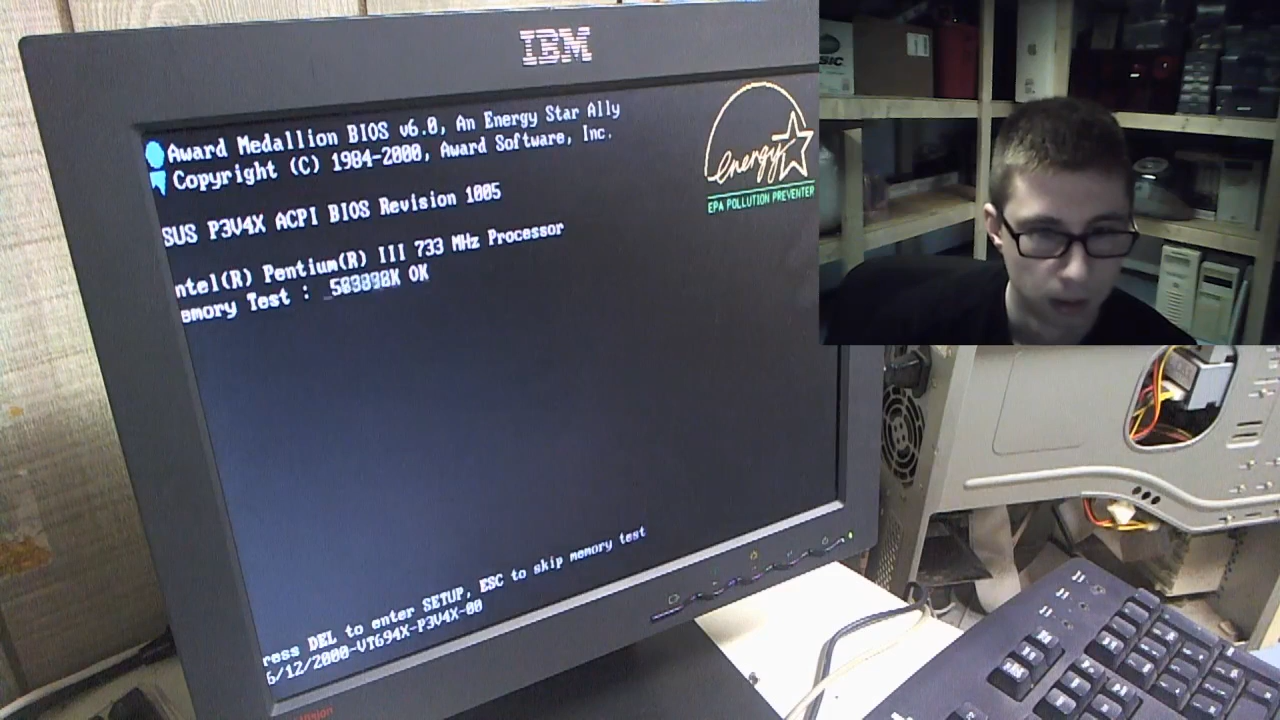 IBM
Award Medallion BIOS v6.0, An Energy Star Ally
Copyright (C) 1984-2000, Award Software, Inc.
energy
EPA POLLUTION PREVENTER
SUS P3V4X ACPI BIOS Revision 1005
ntel(R) Pentium(R) III 733 MHz Processor
emory Test : OK
ress DEL to enter SETUP, ESC to skip memory test
6/12/2000-VT694X-P3V4X-00